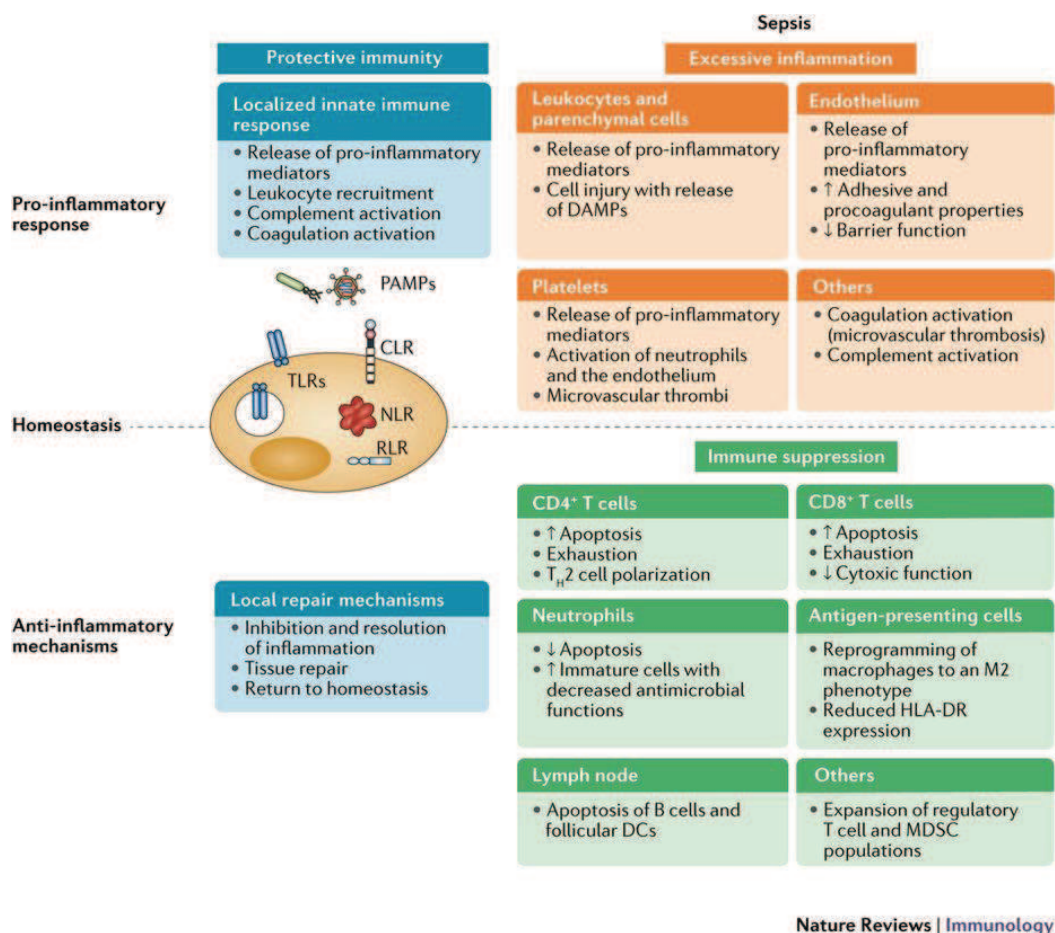 Sepsis
Protective immunity
Excessive inflammation
Pro-inflammatory
response
Localized innate immune
response
• Release of pro-inflammatory
mediators
• Leukocyte recruitment
• Complement activation
• Coagulation activation
Leukocytes and
parenchymal cells
• Release of pro-inflammatory
mediators
• Cell injury with release
of DAMPs
Endothelium
• Release of
pro-inflammatory
mediators
• ↑ Adhesive and
procoagulant properties
• ↓ Barrier function
PAMPs
CLR
TLRs
NLR
RLR
Platelets
• Release of pro-inflammatory
mediators
• Activation of neutrophils
and the endothelium
• Microvascular thrombi
Others
• Coagulation activation
(microvascular thrombosis)
• Complement activation
Homeostasis
Immune suppression
CD4⁺ T cells
• ↑ Apoptosis
• Exhaustion
• T_H2 cell polarization
CD8⁺ T cells
• ↑ Apoptosis
• Exhaustion
• ↓ Cytoxic function
Anti-inflammatory
mechanisms
Local repair mechanisms
• Inhibition and resolution
of inflammation
• Tissue repair
• Return to homeostasis
Neutrophils
• ↓ Apoptosis
• ↑ Immature cells with
decreased antimicrobial
functions
Antigen-presenting cells
• Reprogramming of
macrophages to an M2
phenotype
• Reduced HLA-DR
expression
Lymph node
• Apoptosis of B cells and
follicular DCs
Others
• Expansion of regulatory
T cell and MDSC
populations
Nature Reviews | Immunology